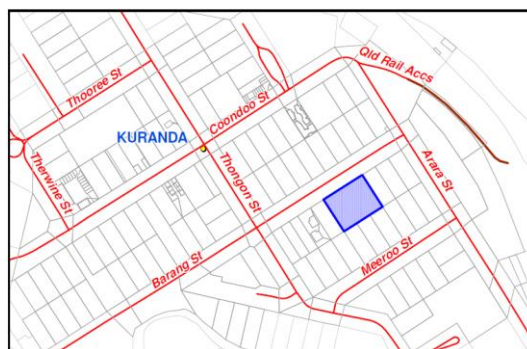 Qld Rail Accs
Thooree St
Coondoo St
KURANDA
Therwine St
Thongon St
Arara St
Barang St
Meeroo St